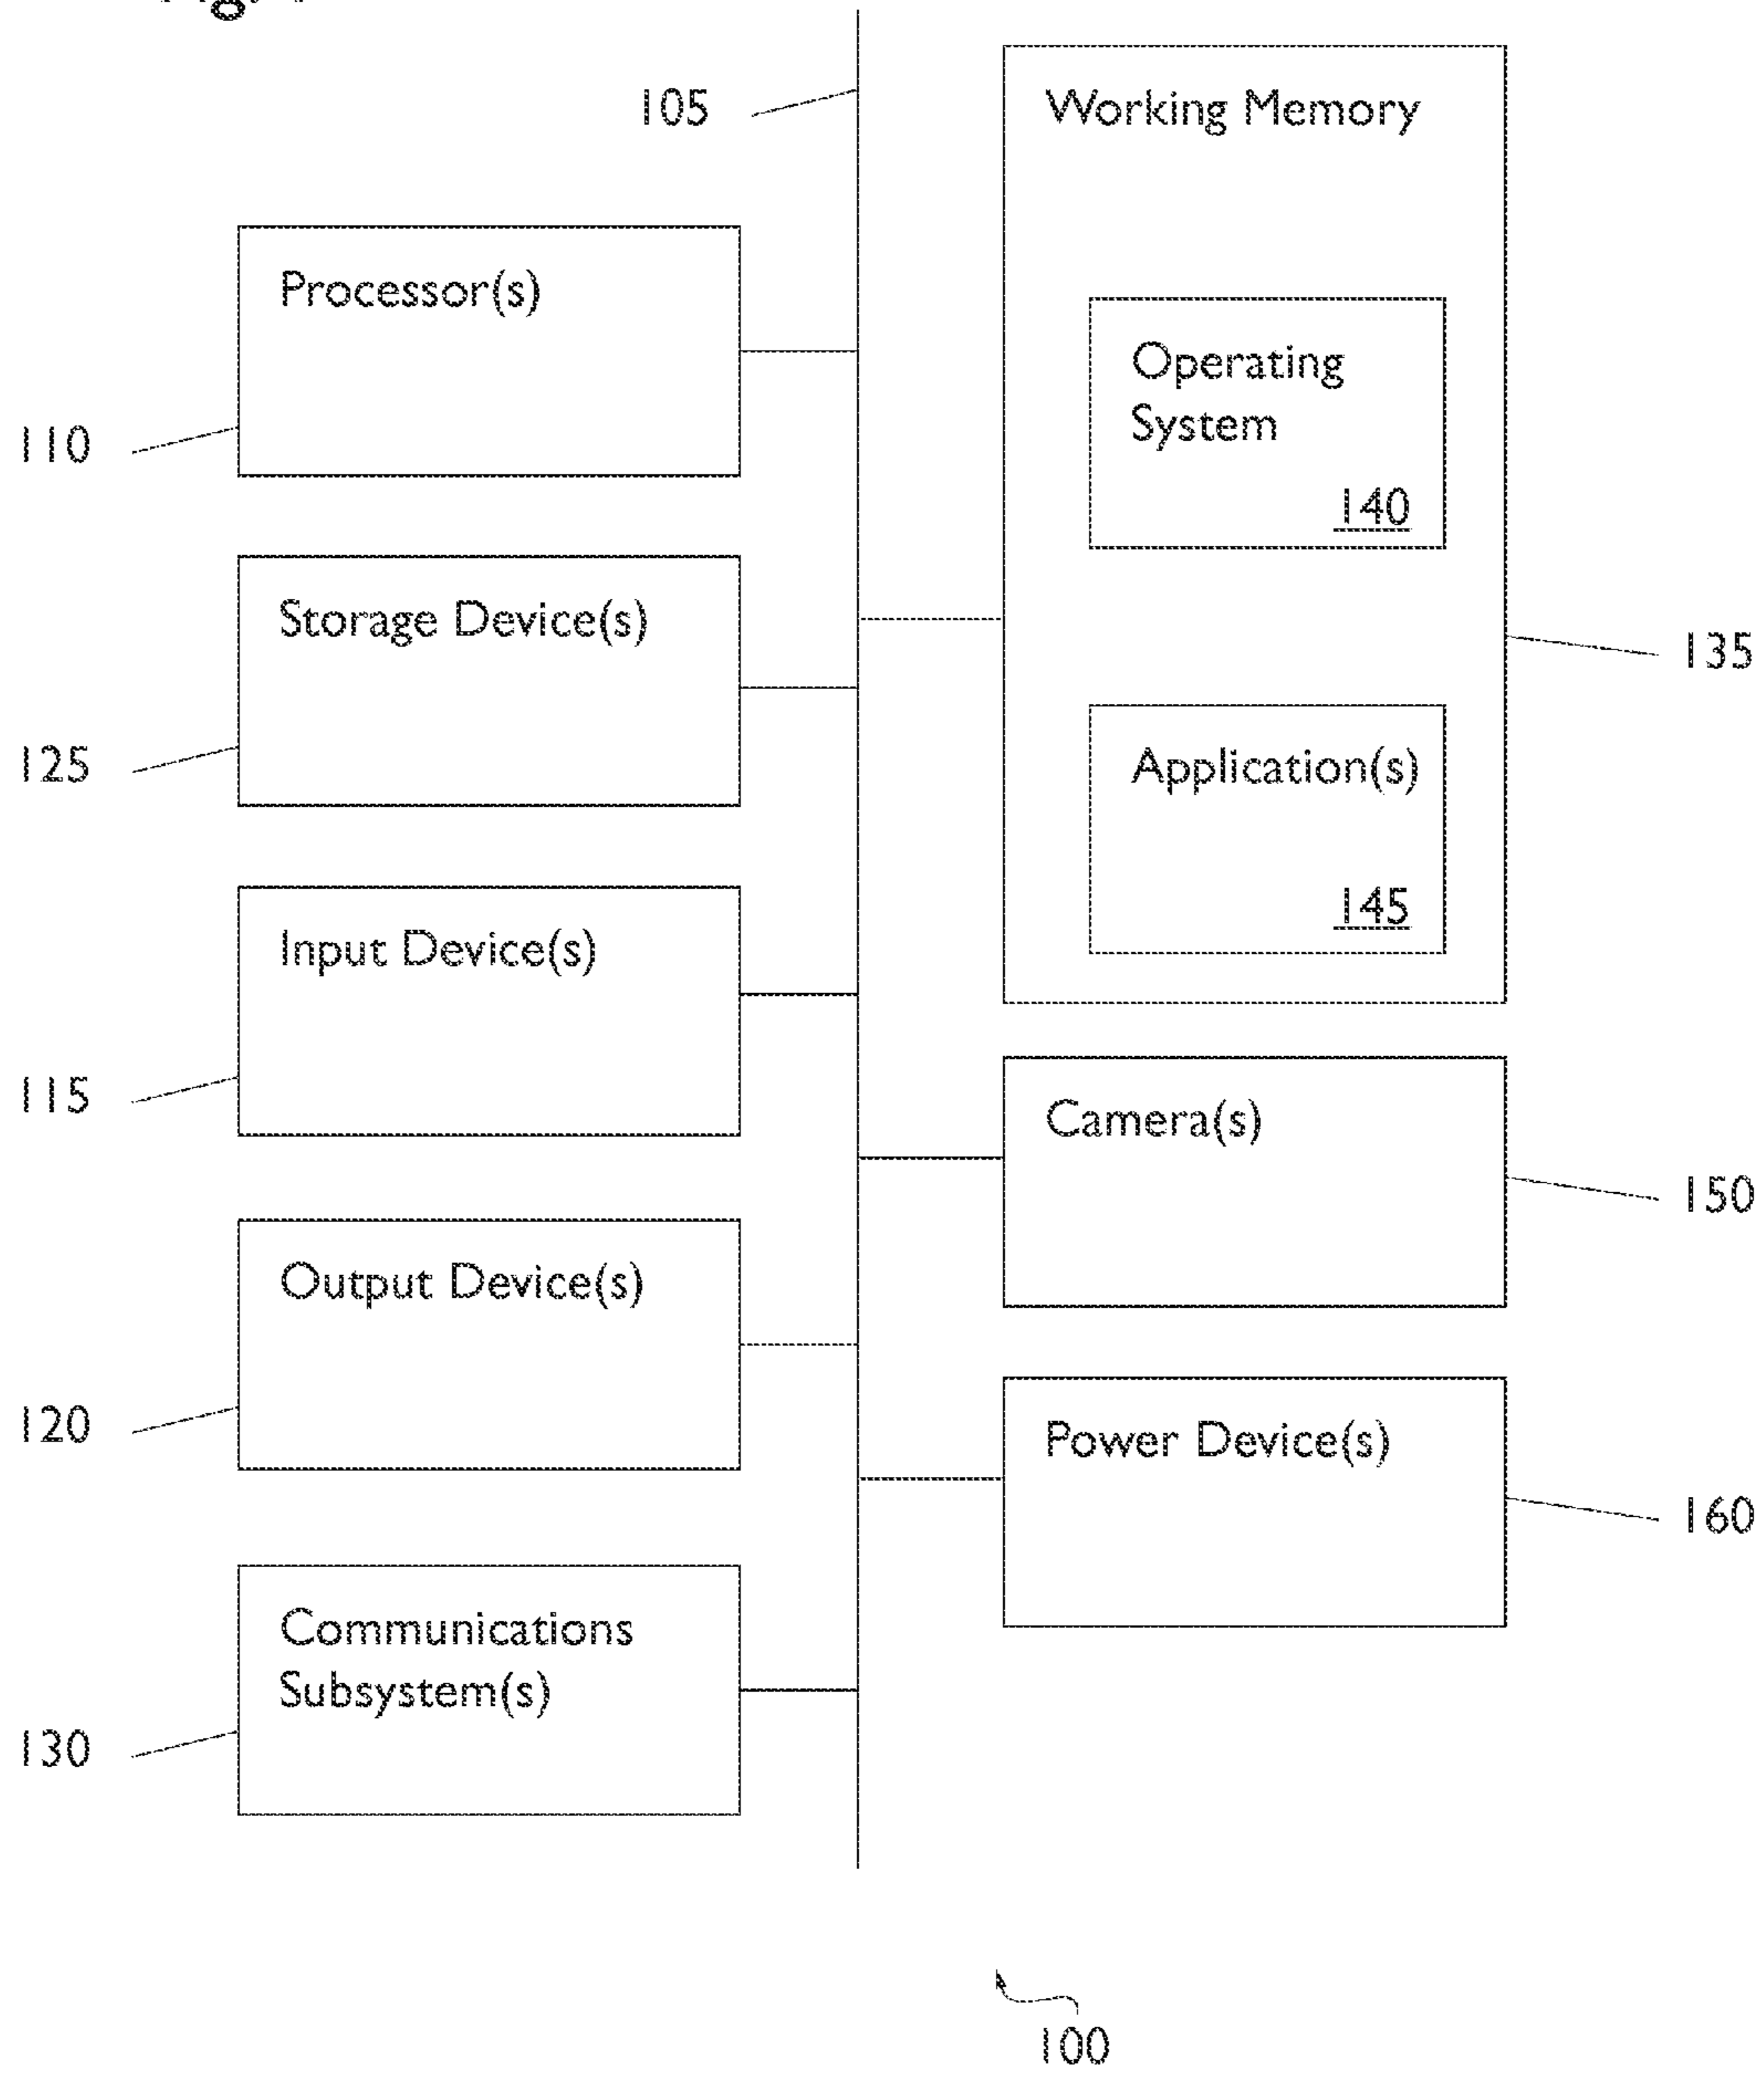 105
Working Memory
Processor(s)
110
Operating
System
140
Storage Device(s)
125
135
Application(s)
145
Input Device(s)
115
Camera(s)
150
Output Device(s)
120
Power Device(s)
160
Communications
Subsystem(s)
130
100